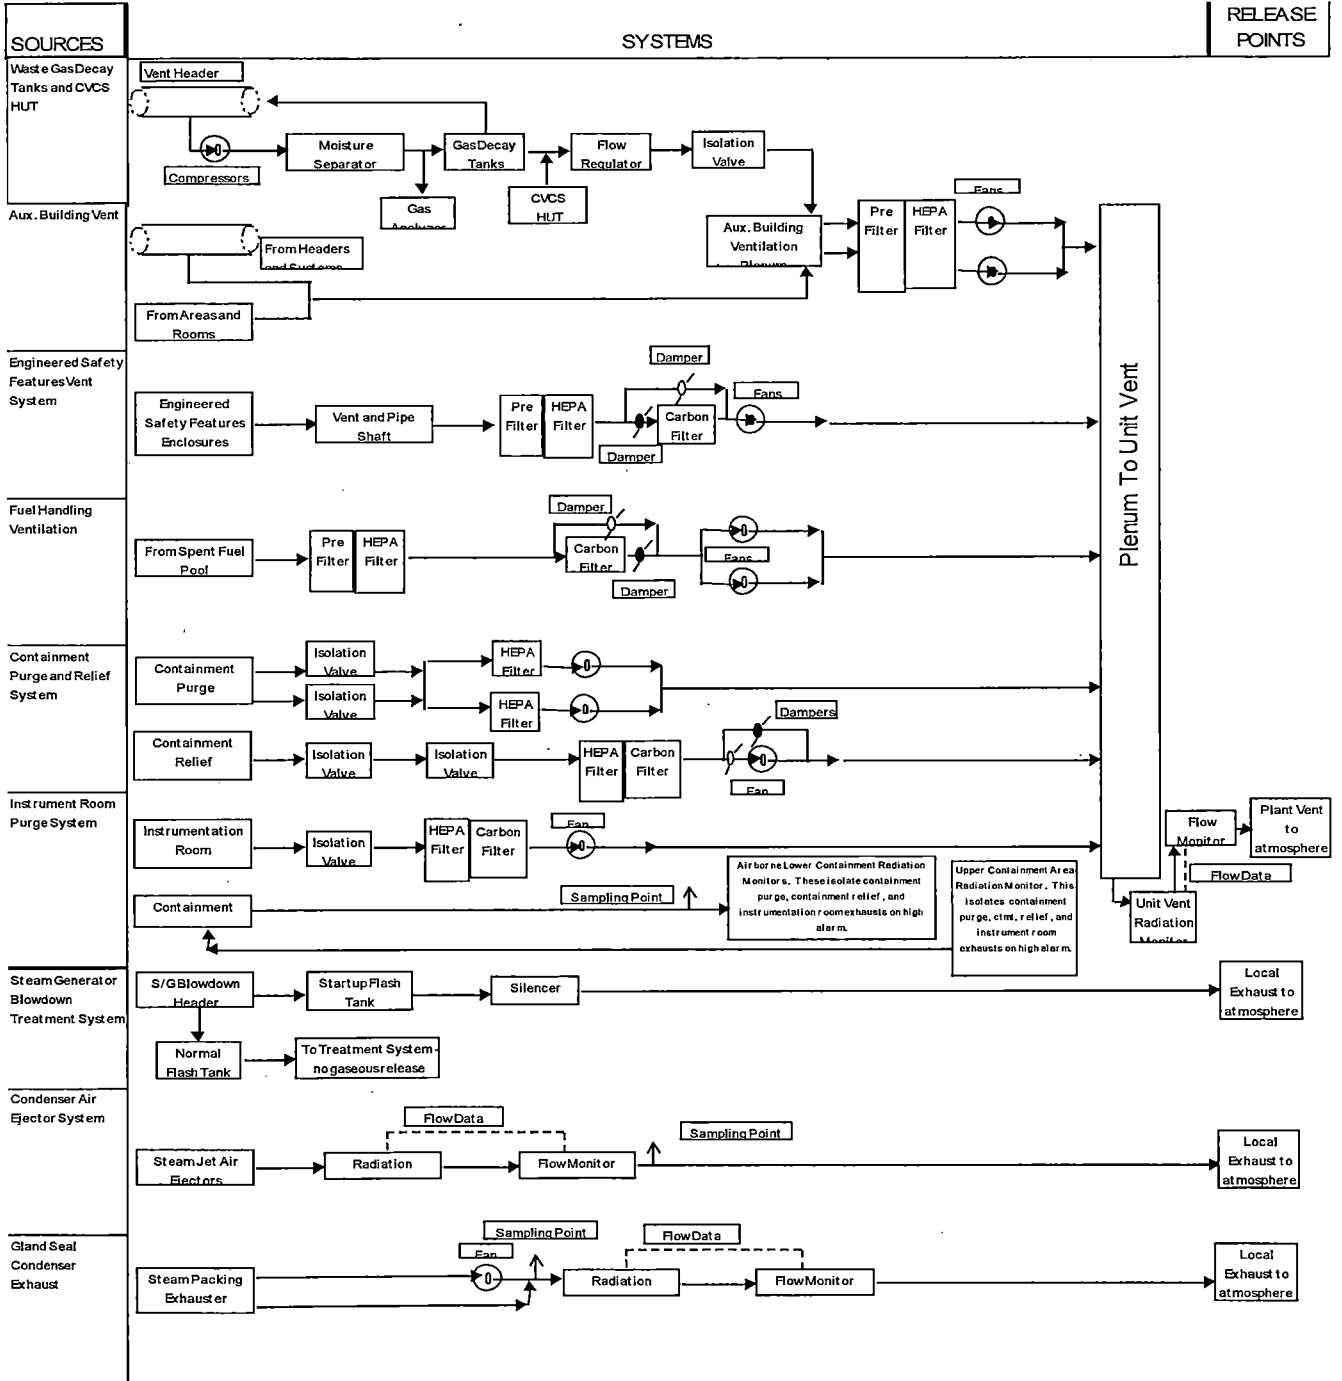 SOURCES
SYSTEMS
RELEASE
POINTS
Waste Gas Decay
Tanks and CVCS
HUT
Vent Header
Compressors
Moisture
Separator
Gas
Gas Decay
Tanks
CVCS
HUT
Flow
Regulator
Isolation
Valve
Aux. Building Vent
From Headers
and Systems
From Areas and
Rooms
Aux. Building
Ventilation
Plenum
Pre
Filter
HEPA
Filter
Fans
Engineered Safety
Features Vent
System
Engineered
Safety Features
Enclosures
Vent and Pipe
Shaft
Pre
Filter
HEPA
Filter
Damper
Carbon
Filter
Damper
Fans
Plenum To Unit Vent
Fuel Handling
Ventilation
From Spent Fuel
Pool
Pre
Filter
HEPA
Filter
Damper
Carbon
Filter
Damper
Fans
Containment
Purge and Relief
System
Containment
Purge
Isolation
Valve
Isolation
Valve
HEPA
Filter
HEPA
Filter
Containment
Relief
Isolation
Valve
Isolation
Valve
HEPA
Filter
Carbon
Filter
Dampers
Fan
Instrument Room
Purge System
Instrumentation
Room
Isolation
Valve
HEPA
Filter
Carbon
Filter
Fan
Flow
Monitor
Plant Vent
to
atmosphere
Flow Data
Unit Vent
Radiation
Monitor
Containment
Sampling Point
Airborne Lower Containment Radiation
Monitors. These isolate containment
purge, containment relief, and
instrumentation room exhausts on high
alarm.
Upper Containment Area
Radiation Monitor. This
isolates containment
purge, ctmt. relief, and
instrument room
exhausts on high alarm.
Steam Generator
Blowdown
Treatment System
S/G Blowdown
Header
Startup Flash
Tank
Silencer
Local
Exhaust to
atmosphere
Normal
Flash Tank
To Treatment System-
no gaseous release
Condenser Air
Ejector System
Steam Jet Air
Ejectors
Flow Data
Radiation
Flow Monitor
Sampling Point
Local
Exhaust to
atmosphere
Gland Seal
Condenser
Exhaust
Steam Packing
Exhauster
Fan
Sampling Point
Flow Data
Radiation
Flow Monitor
Local
Exhaust to
atmosphere